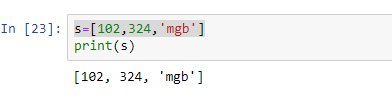 In [23]: s=[102,324,'mgb']
print(s)
[102, 324, 'mgb']